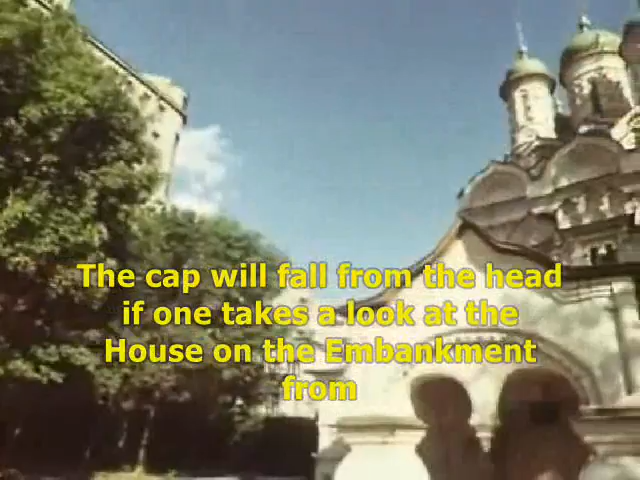 The cap will fall from the head
if one takes a look at the
House on the Embankment
from